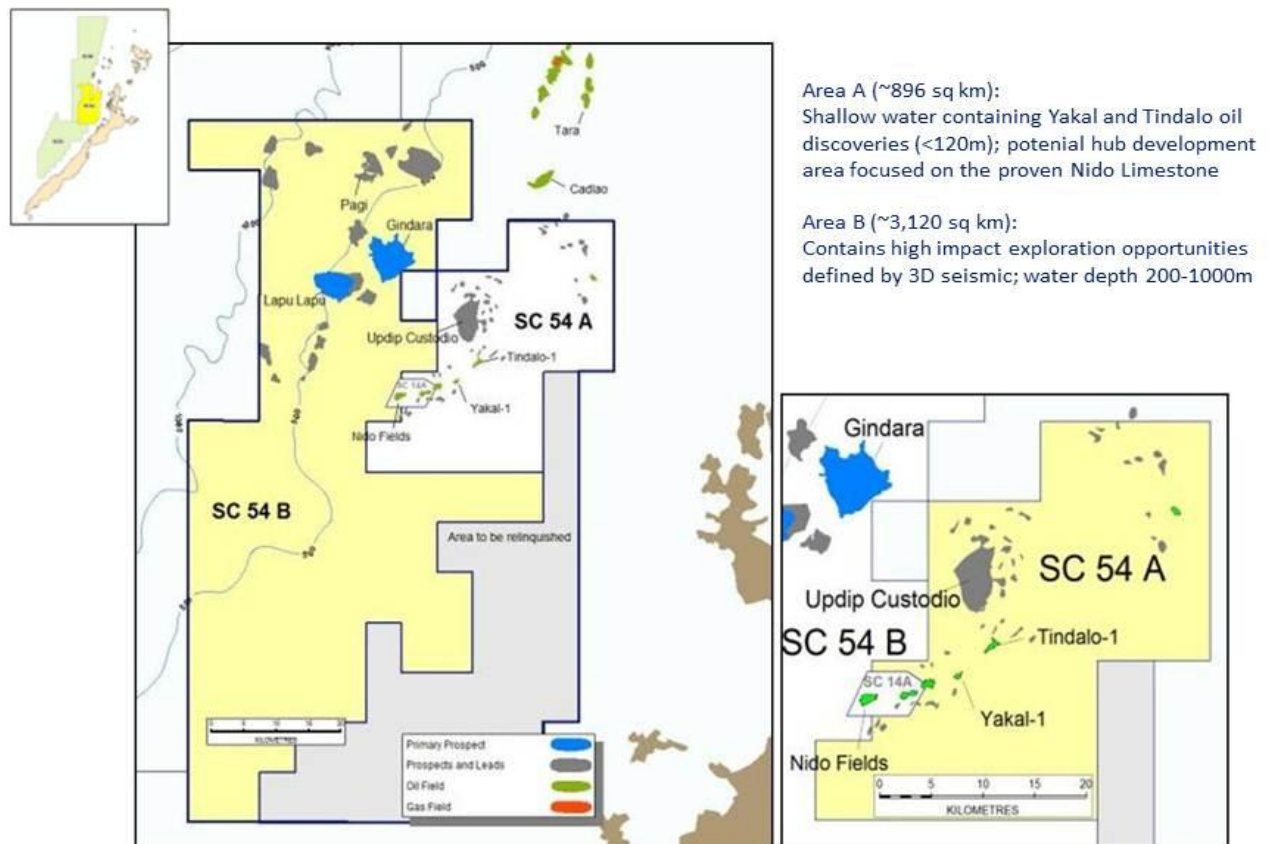 Area A (~896 sq km):
Shallow water containing Yakal and Tindalo oil
discoveries (<120m); potenial hub development
area focused on the proven Nido Limestone
Area B (~3,120 sq km):
Contains high impact exploration opportunities
defined by 3D seismic; water depth 200-1000m
500
Tara
Cadlao
Pagi
Gindara
Lapu Lapu
SC 54 A
Updip Custodio
Tindalo-1
SC 14A
Yakal-1
Nido Fields
SC 54 B
Area to be relinquished
KILOMETRES
Primary Prospect
Prospects and Leads
Oil Field
Gas Field
Gindara
SC 54 A
Updip Custodio
SC 54 B
Tindalo-1
SC 14A
Yakal-1
Nido Fields
0 5 10 15 20
KILOMETRES